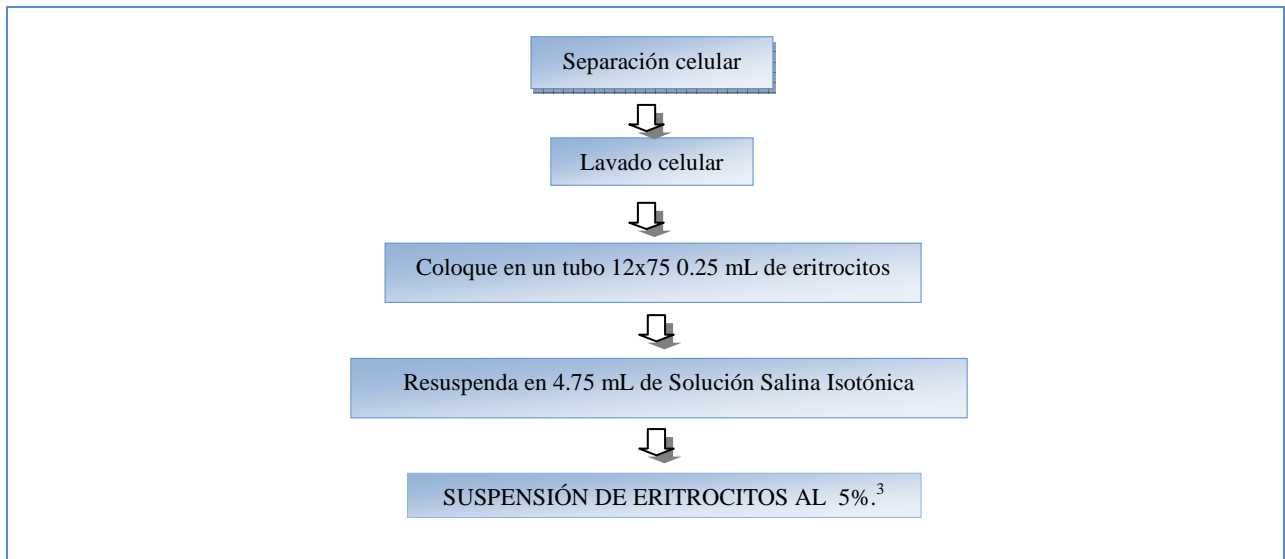 Separación celular
Lavado celular
Coloque en un tubo 12x75 0.25 mL de eritrocitos
Resuspenda en 4.75 mL de Solución Salina Isotónica
SUSPENSIÓN DE ERITROCITOS AL 5%.³